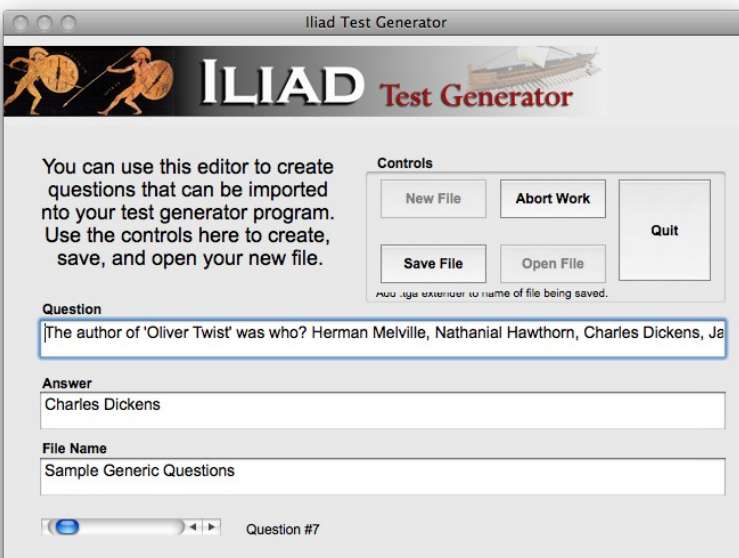 Iliad Test Generator
ILIAD Test Generator
You can use this editor to create
questions that can be imported
nto your test generator program.
Use the controls here to create,
save, and open your new file.
Controls
New File
Abort Work
Quit
Save File
Open File
Add .tga extender to name of file being saved.
Question
The author of 'Oliver Twist' was who? Herman Melville, Nathanial Hawthorn, Charles Dickens, Ja
Answer
Charles Dickens
File Name
Sample Generic Questions
Question #7